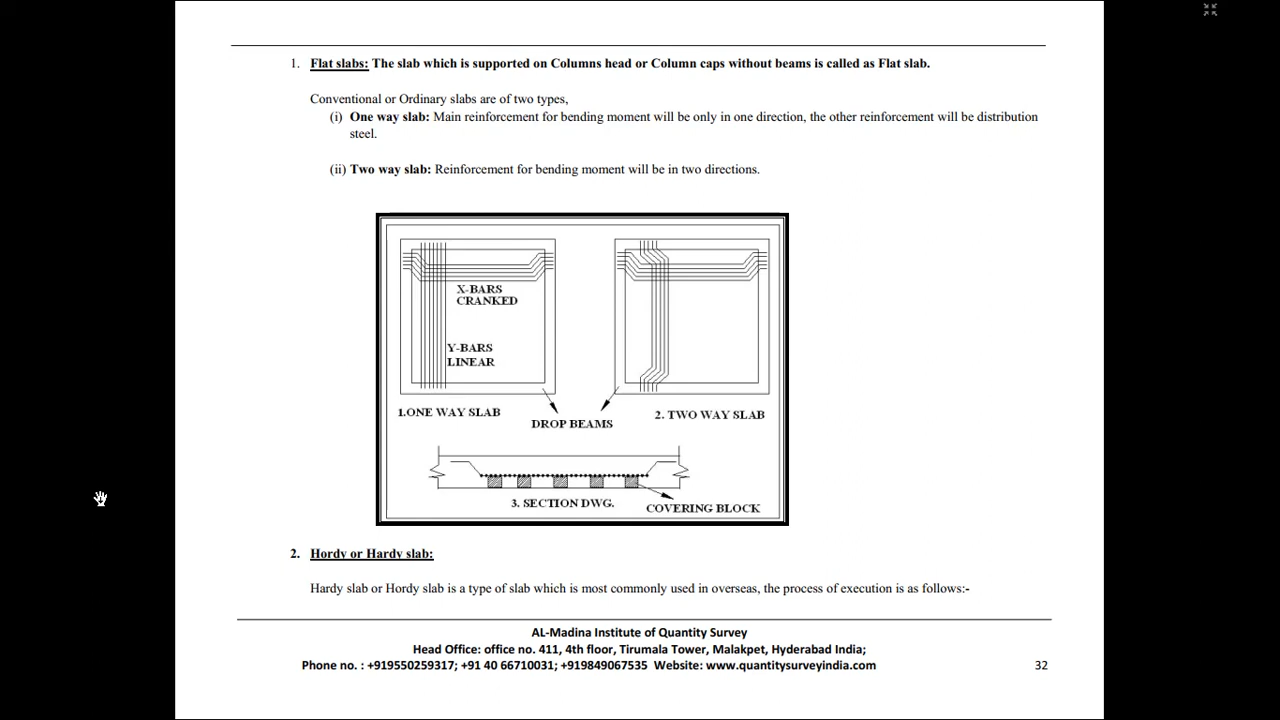 1. Flat slabs: The slab which is supported on Columns head or Column caps without beams is called as Flat slab.
Conventional or Ordinary slabs are of two types,
(i) One way slab: Main reinforcement for bending moment will be only in one direction, the other reinforcement will be distribution
steel.
(ii) Two way slab: Reinforcement for bending moment will be in two directions.
X-BARS
CRANKED
Y-BARS
LINEAR
1.ONE WAY SLAB
DROP BEAMS
2. TWO WAY SLAB
3. SECTION DWG.
COVERING BLOCK
2. Hordy or Hardy slab:
Hardy slab or Hordy slab is a type of slab which is most commonly used in overseas, the process of execution is as follows:-
AL-Madina Institute of Quantity Survey
Head Office: office no. 411, 4th floor, Tirumala Tower, Malakpet, Hyderabad India;
Phone no. : +919550259317; +91 40 66710031; +919849067535 Website: www.quantitysurveyindia.com
32